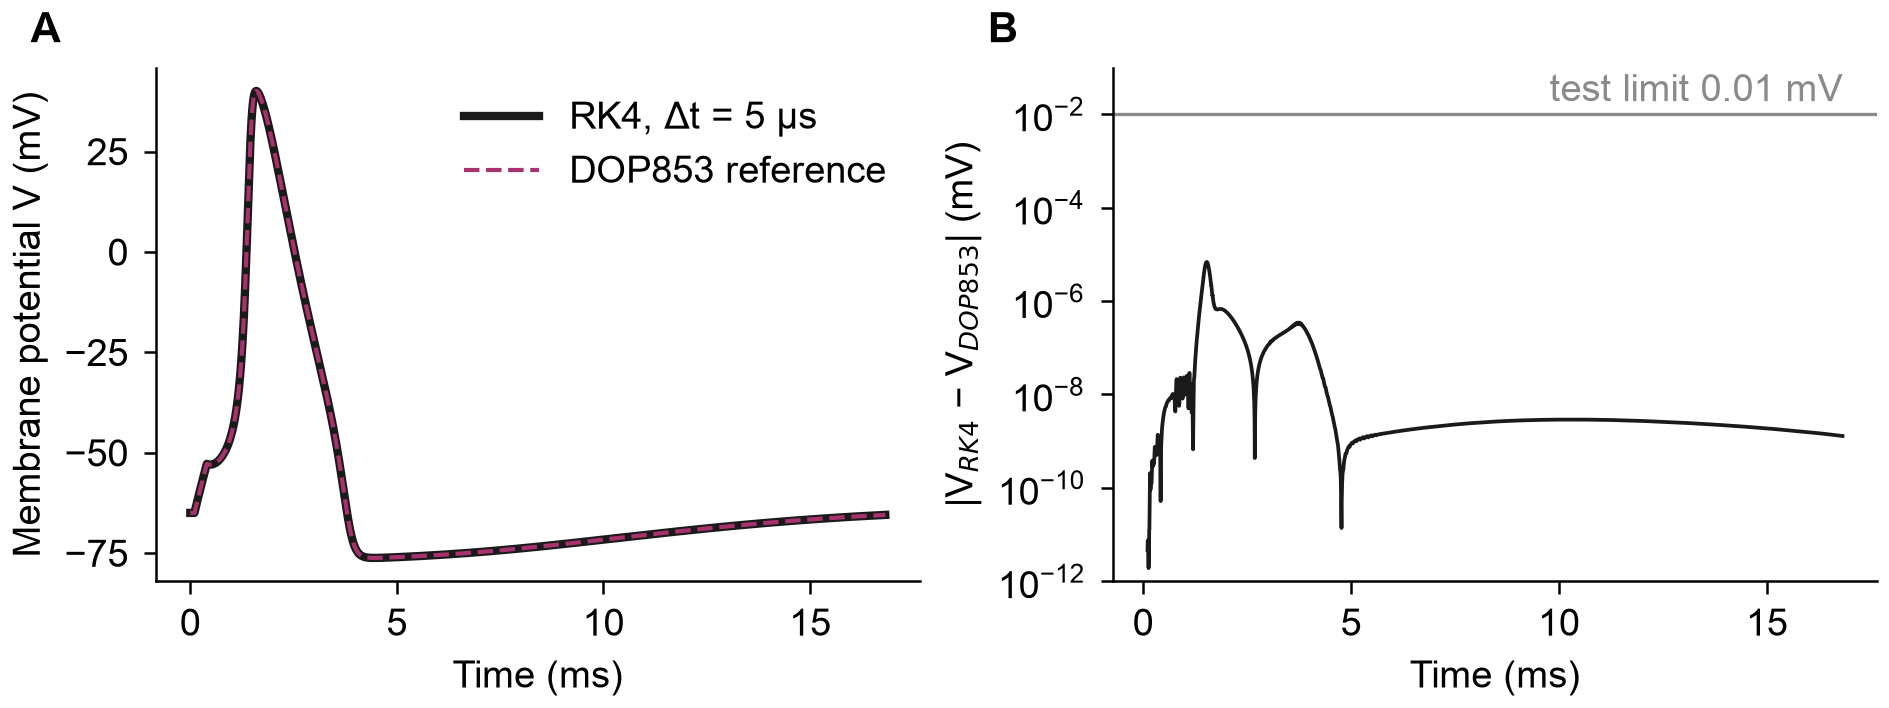 A
Membrane potential V (mV)
25
0
−25
−50
−75
RK4, Δt = 5 µs
DOP853 reference
0
5
10
15
Time (ms)
B
|V_RK4 − V_DOP853| (mV)
test limit 0.01 mV
10⁻²
10⁻⁴
10⁻⁶
10⁻⁸
10⁻¹⁰
10⁻¹²
0
5
10
15
Time (ms)